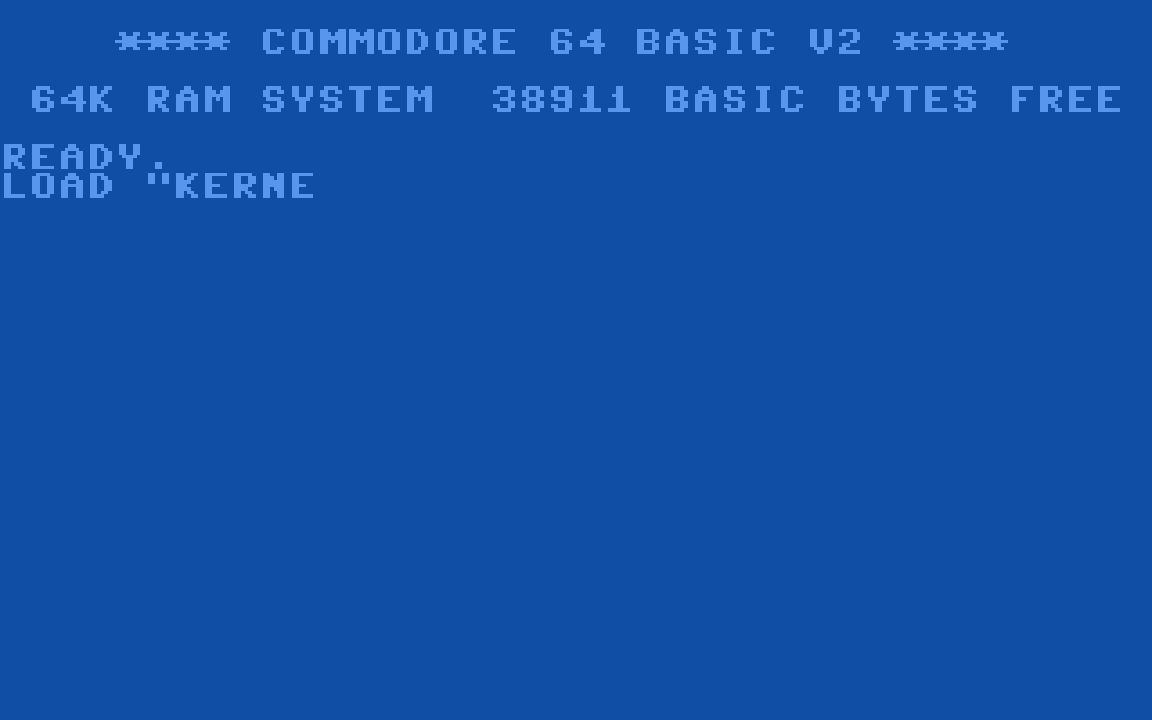 **** COMMODORE 64 BASIC V2 ****
64K RAM SYSTEM  38911 BASIC BYTES FREE
READY.
LOAD "KERNE